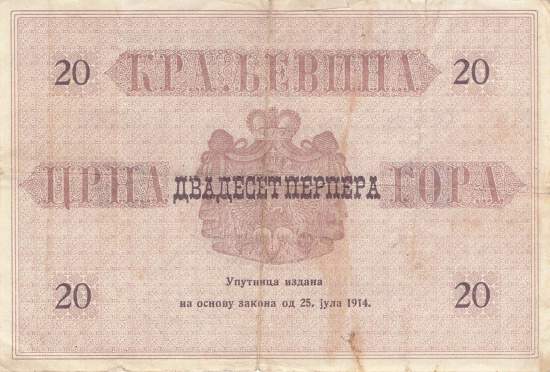 20 КРАЉЕВИНА 20
ЦРНА ДВАДЕСЕТ ПЕРПЕРА ГОРА
Упутница издана
20 на основу закона од 25. јула 1914. 20